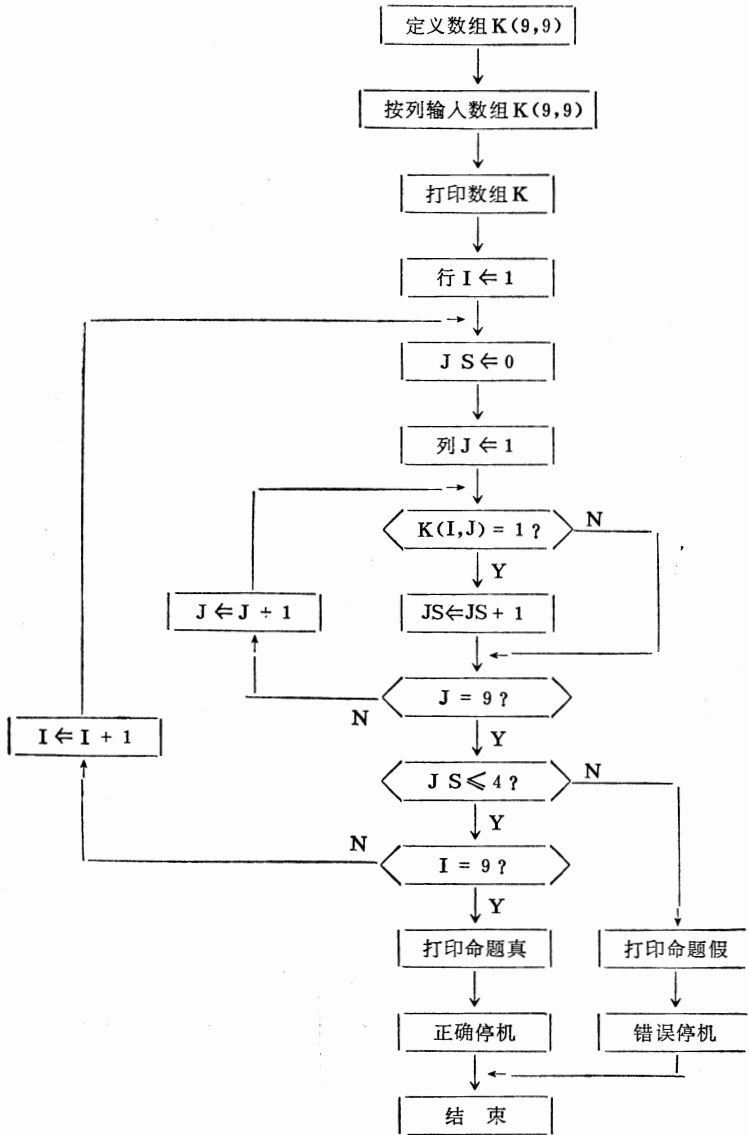 定义数组K(9,9)
按列输入数组K(9,9)
打印数组K
行I⇐1
J S⇐0
列J⇐1
K(I,J)=1?
N
Y
J⇐J+1
JS⇐JS+1
J=9?
N
Y
I⇐I+1
J S⩽4?
N
Y
N
I=9?
Y
打印命题真
打印命题假
正确停机
错误停机
结 束